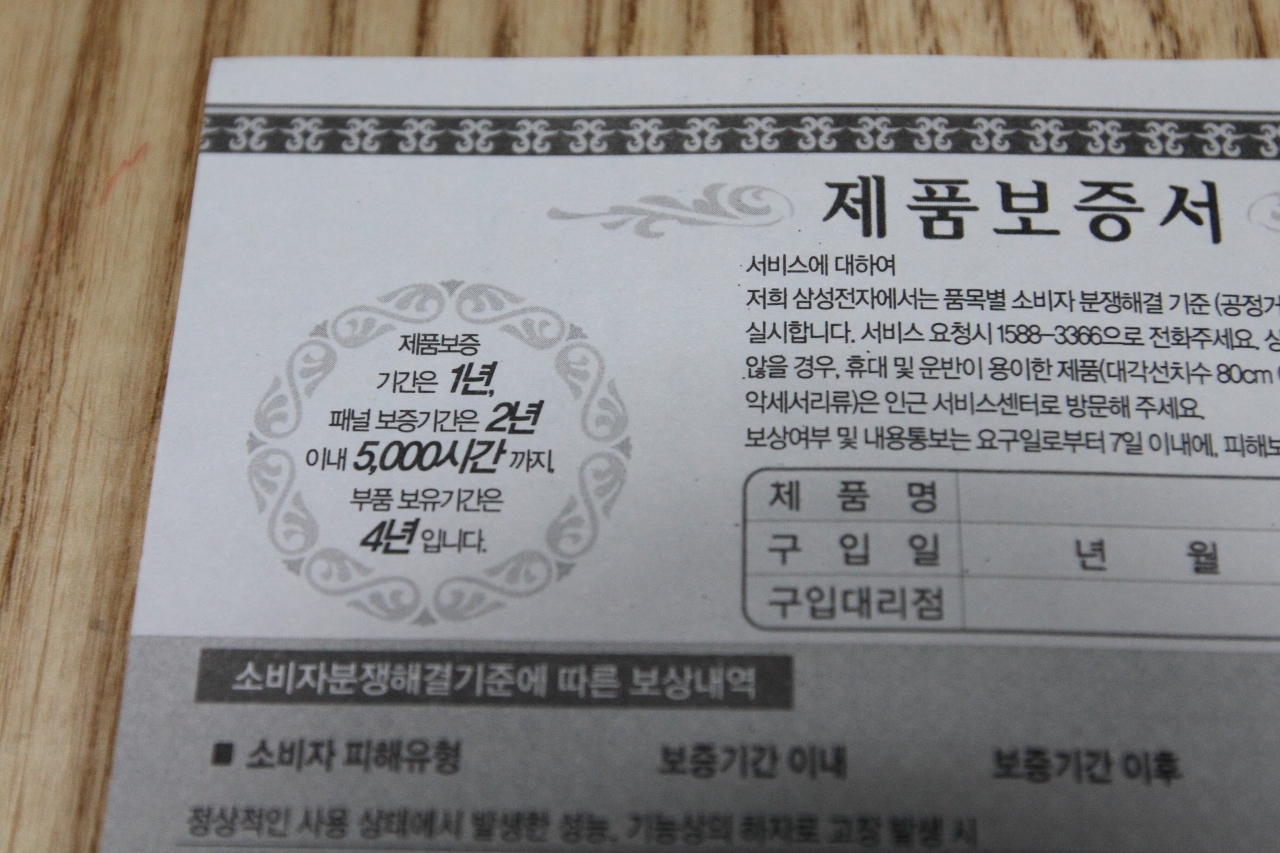 제품보증서
제품보증
기간은 1년,
패널 보증기간은 2년
이내 5,000시간 까지,
부품 보유기간은
4년 입니다.
서비스에 대하여
저희 삼성전자에서는 품목별 소비자 분쟁해결 기준 (공정거
실시합니다. 서비스 요청시 1588-3366으로 전화주세요.
않을 경우, 휴대 및 운반이 용이한 제품(대각선치수 80cm
악세서리류)은 인근 서비스센터로 방문해 주세요.
보상여부 및 내용통보는 요구일로부터 7일 이내에, 피해보
제 품 명
구 입 일 년 월
구입대리점
소비자분쟁해결기준에 따른 보상내역
■ 소비자 피해유형 보증기간 이내 보증기간 이후
정상적인 사용 상태에서 발생한 성능, 기능상의 하자로 고장 발생 시